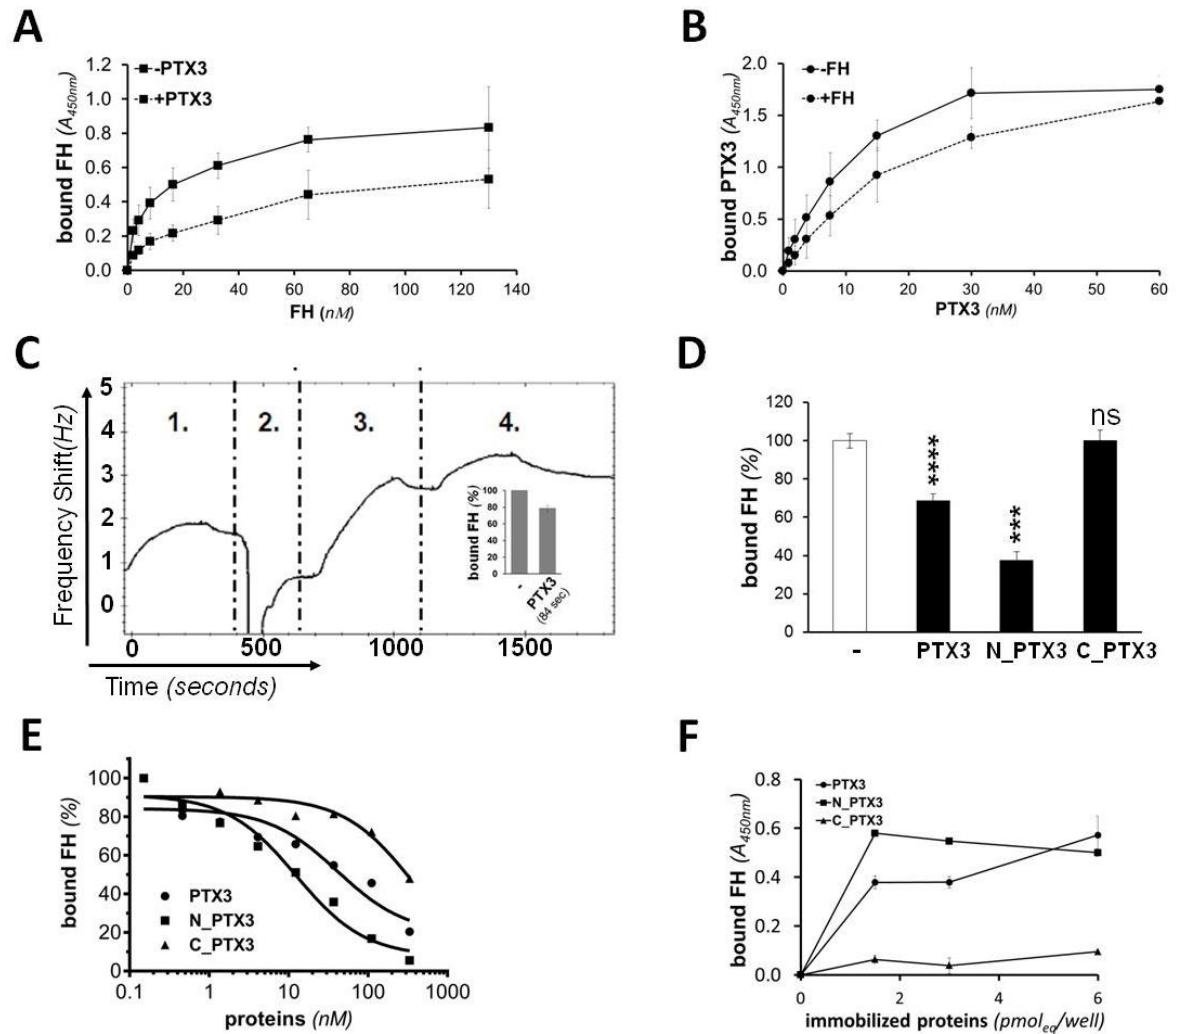 A
bound FH (A450nm)
1.2
1.0
0.8
0.6
0.4
0.2
0.0
-PTX3
+PTX3
0 20 40 60 80 100 120 140
FH (nM)
B
bound PTX3 (A450nm)
2.0
1.5
1.0
0.5
0.0
-FH
+FH
0 10 20 30 40 50 60
PTX3 (nM)
C
Frequency Shift(Hz)
5
4
3
2
1
0
1. 2. 3. 4.
bound FH (%)
100
80
60
40
20
0
- PTX3
(84 sec)
0 500 1000 1500
Time (seconds)
D
bound FH (%)
120
100
80
60
40
20
0
****
***
ns
- PTX3 N_PTX3 C_PTX3
E
bound FH (%)
100
80
60
40
20
0
PTX3
N_PTX3
C_PTX3
0.1 1 10 100 1000
proteins (nM)
F
bound FH (A450nm)
0.8
0.6
0.4
0.2
0.0
PTX3
N_PTX3
C_PTX3
0 2 4 6
immobilized proteins (pmoleq/well)